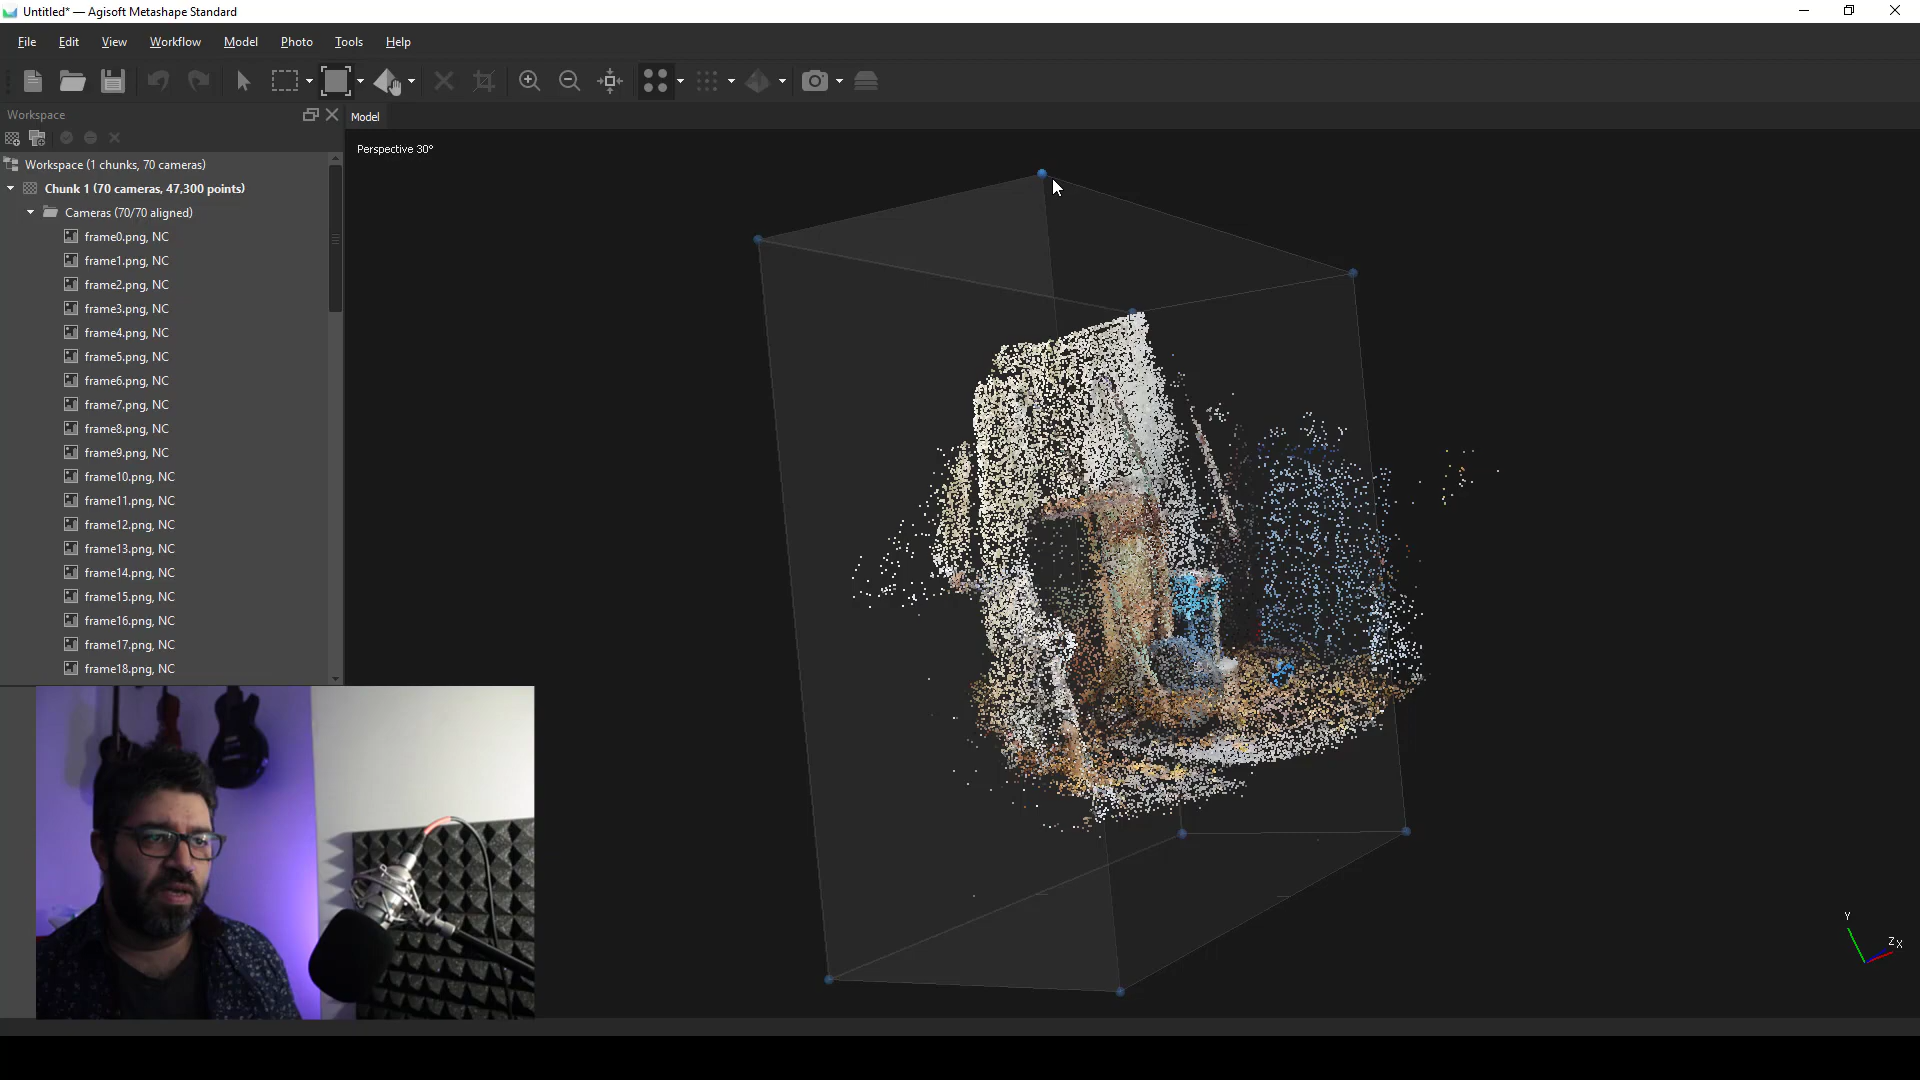 Untitled* — Agisoft Metashape Standard
File Edit View Workflow Model Photo Tools Help
Workspace
Model
Perspective 30°
Workspace (1 chunks, 70 cameras)
Chunk 1 (70 cameras, 47,300 points)
Cameras (70/70 aligned)
frame0.png, NC
frame1.png, NC
frame2.png, NC
frame3.png, NC
frame4.png, NC
frame5.png, NC
frame6.png, NC
frame7.png, NC
frame8.png, NC
frame9.png, NC
frame10.png, NC
frame11.png, NC
frame12.png, NC
frame13.png, NC
frame14.png, NC
frame15.png, NC
frame16.png, NC
frame17.png, NC
frame18.png, NC
Y
Z X